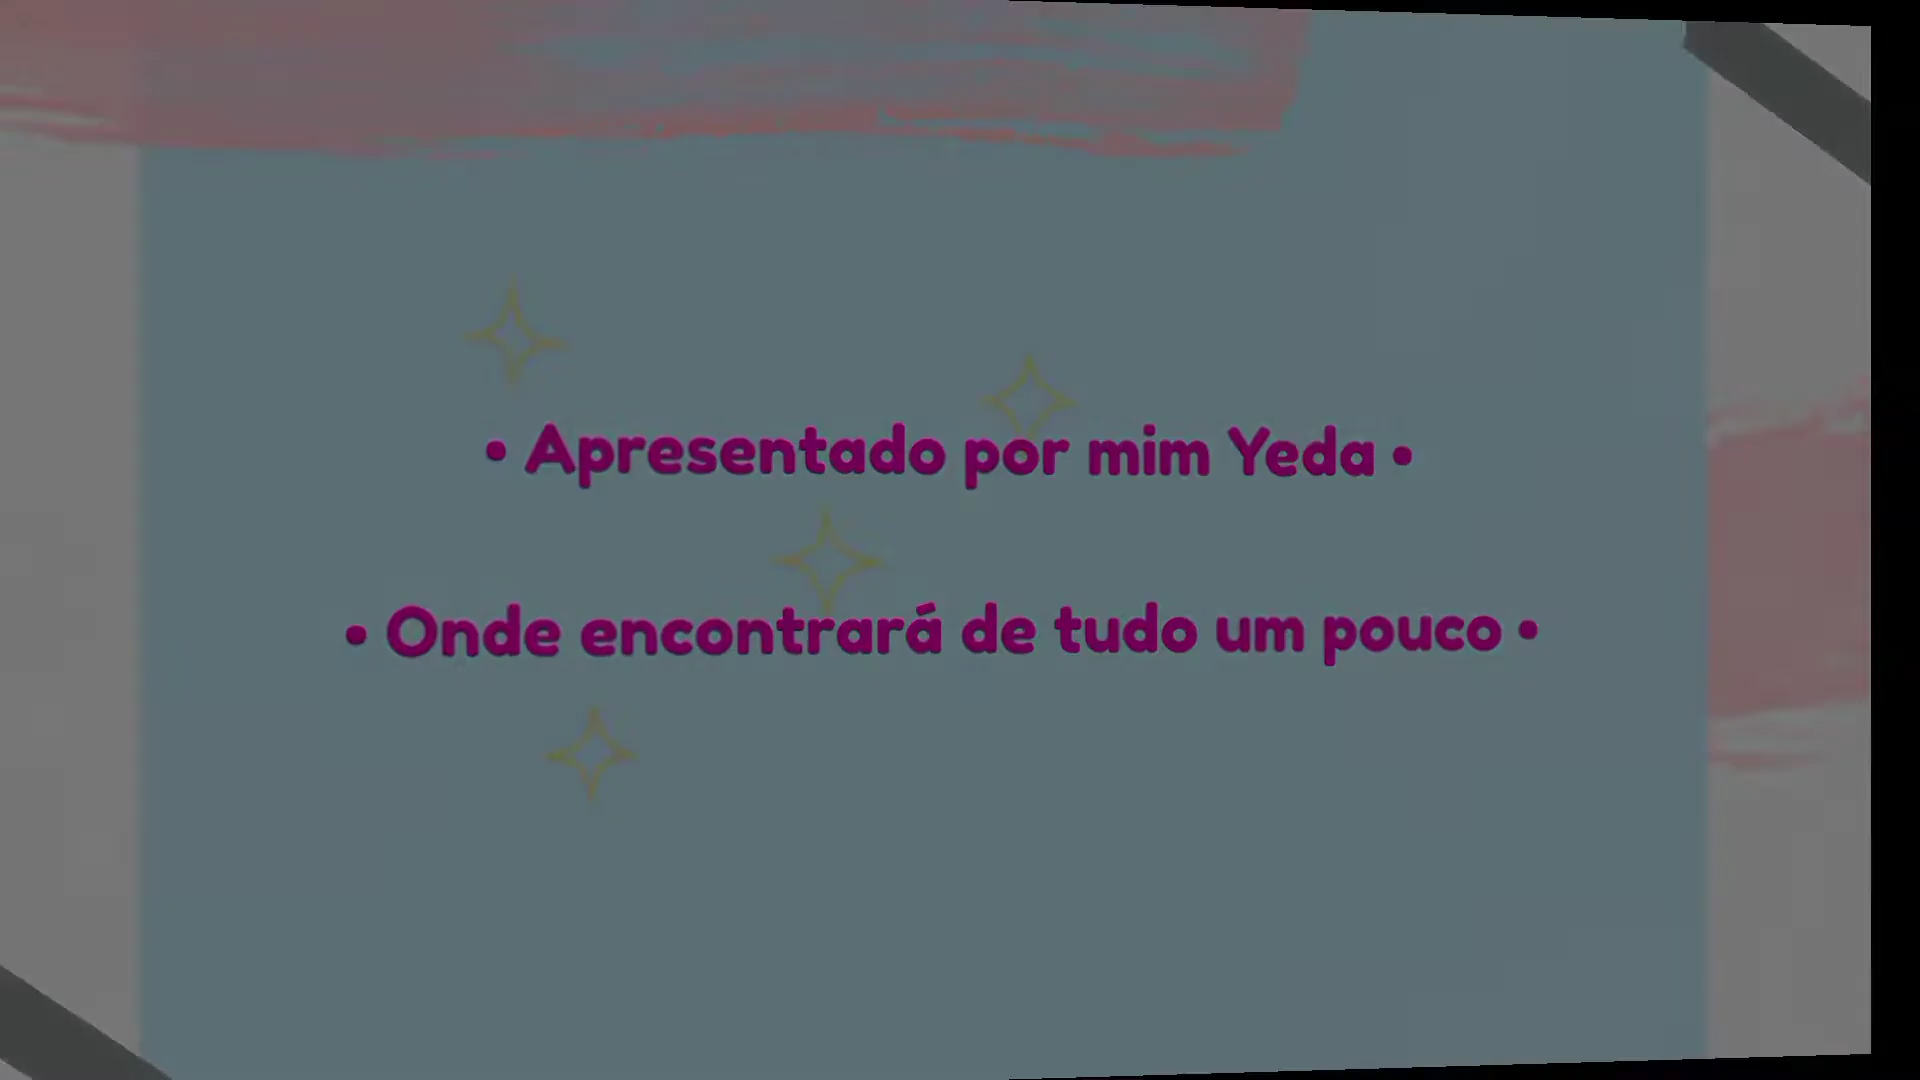 • Apresentado por mim Yeda •
• Onde encontrará de tudo um pouco •